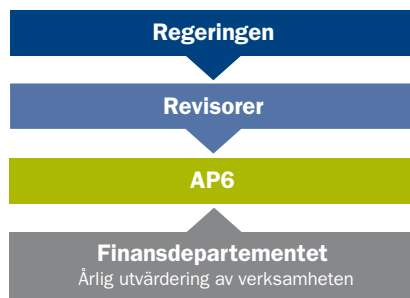 Regeringen
Revisorer
AP6
Finansdepartementet
Årlig utvärdering av verksamheten